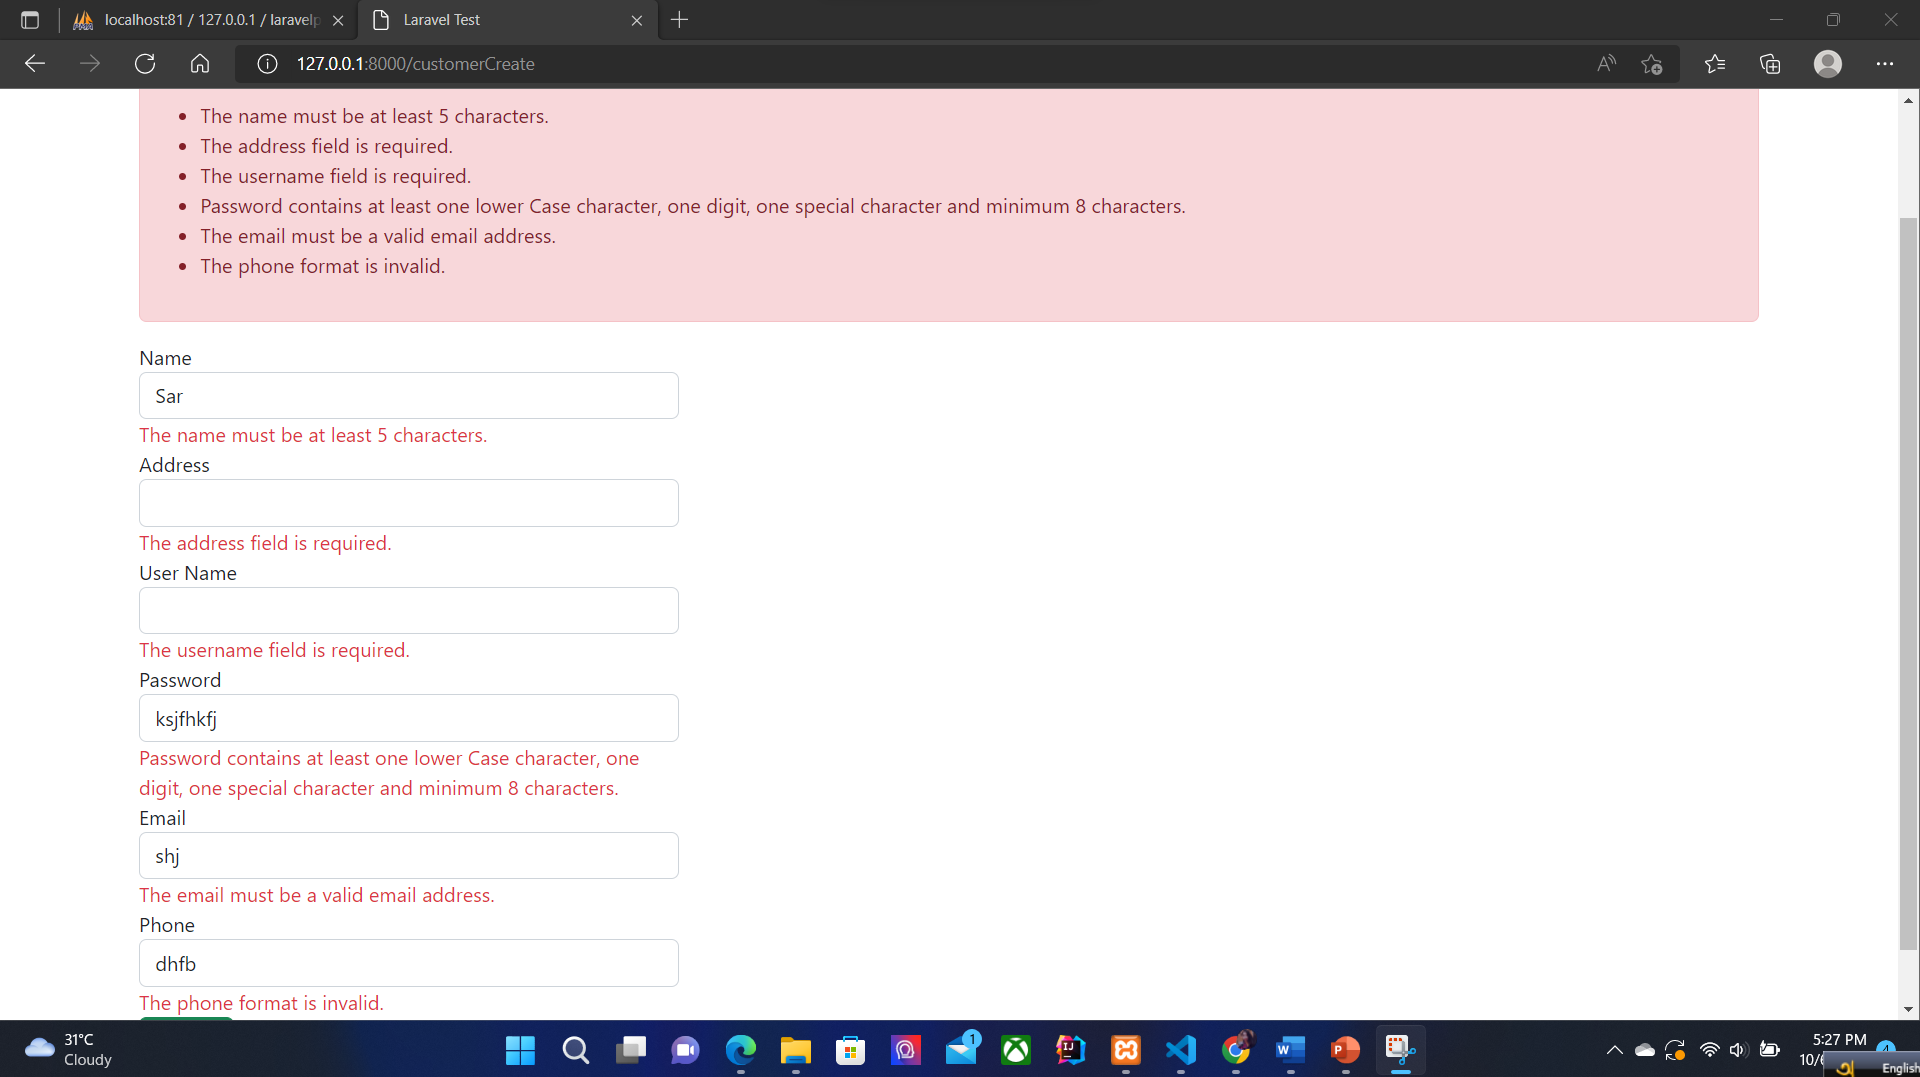 localhost:81 / 127.0.0.1 / laravelp
Laravel Test
127.0.0.1:8000/customerCreate
The name must be at least 5 characters.
The address field is required.
The username field is required.
Password contains at least one lower Case character, one digit, one special character and minimum 8 characters.
The email must be a valid email address.
The phone format is invalid.
Name
Sar
The name must be at least 5 characters.
Address
The address field is required.
User Name
The username field is required.
Password
ksjfhkfj
Password contains at least one lower Case character, one
digit, one special character and minimum 8 characters.
Email
shj
The email must be a valid email address.
Phone
dhfb
The phone format is invalid.
31°C
Cloudy
1
5:27 PM
10/
4
English